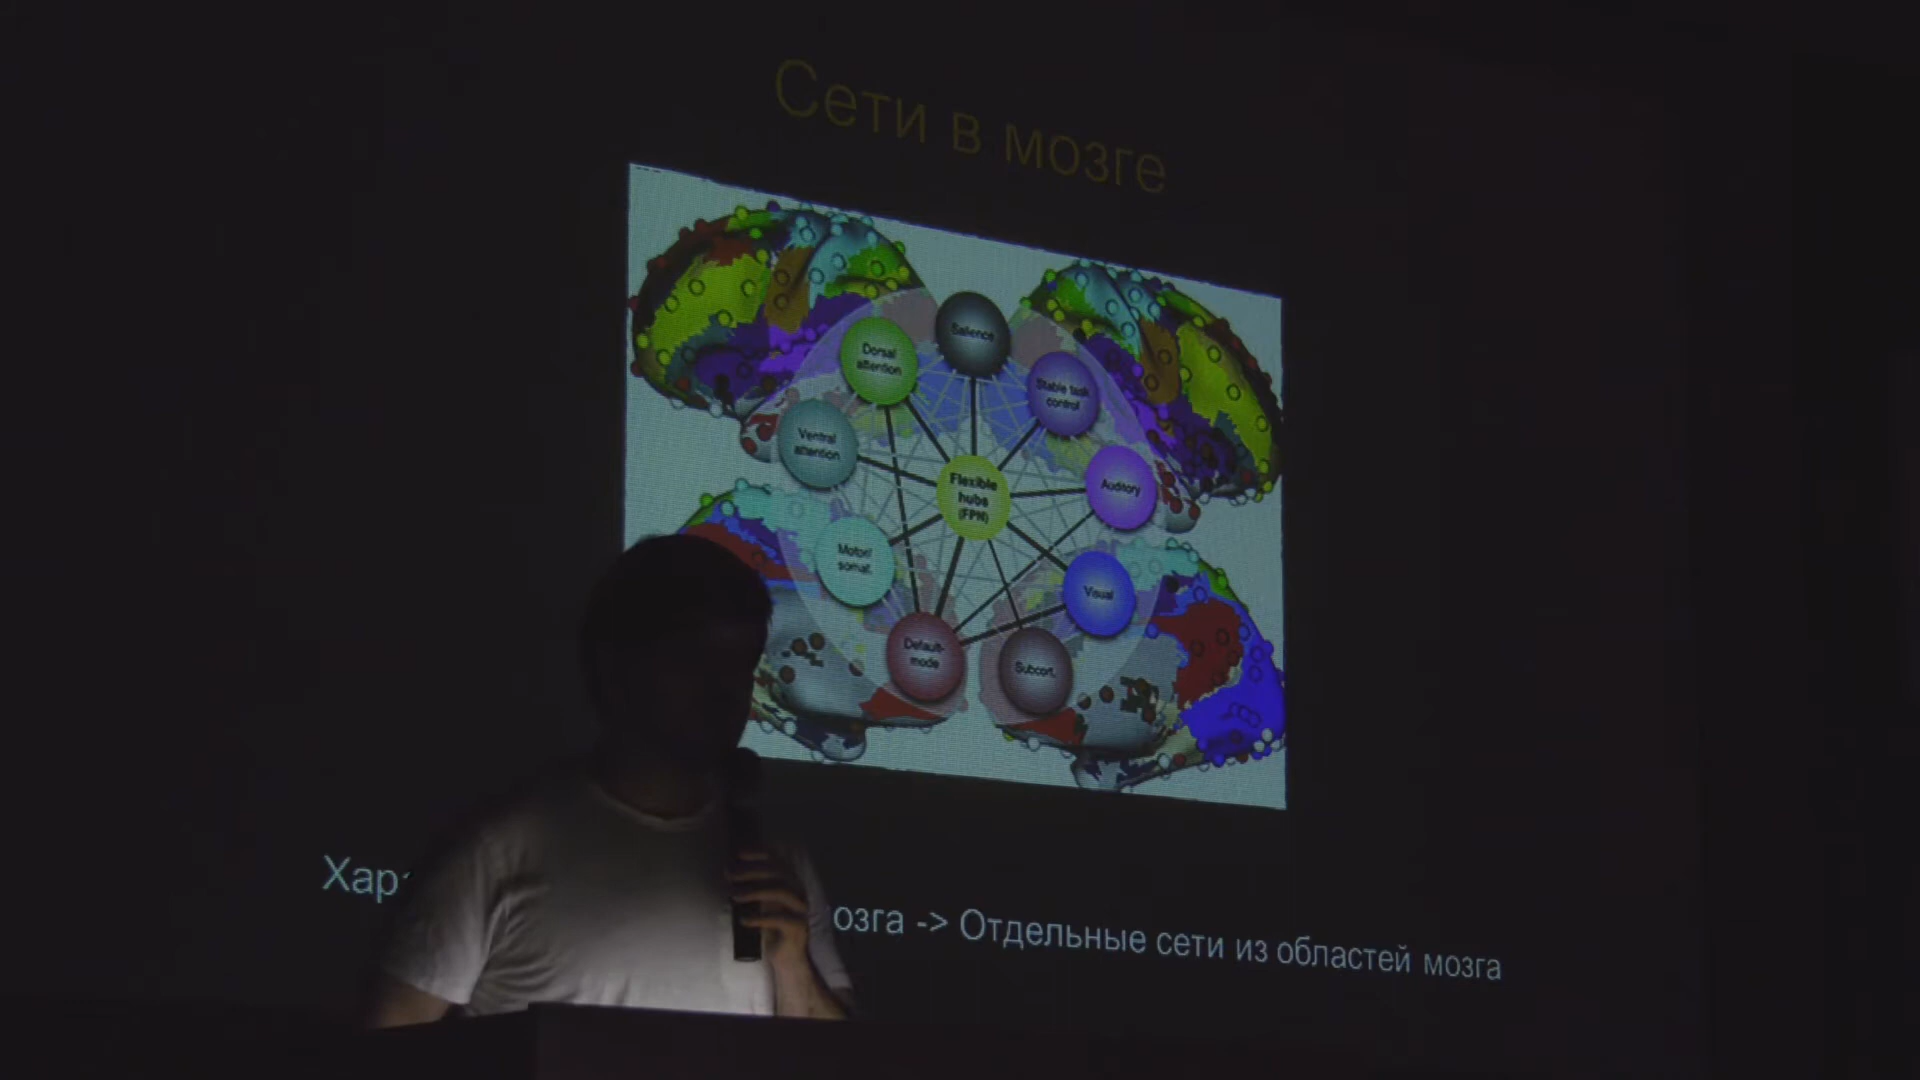 Сети в мозге
Salience
Dorsal
attention
Stable task
control
Ventral
attention
Flexible
hubs
(FPN)
Auditory
Motor/
somat.
Visual
Default-
mode
Subcort.
озга -> Отдельные сети из областей мозга